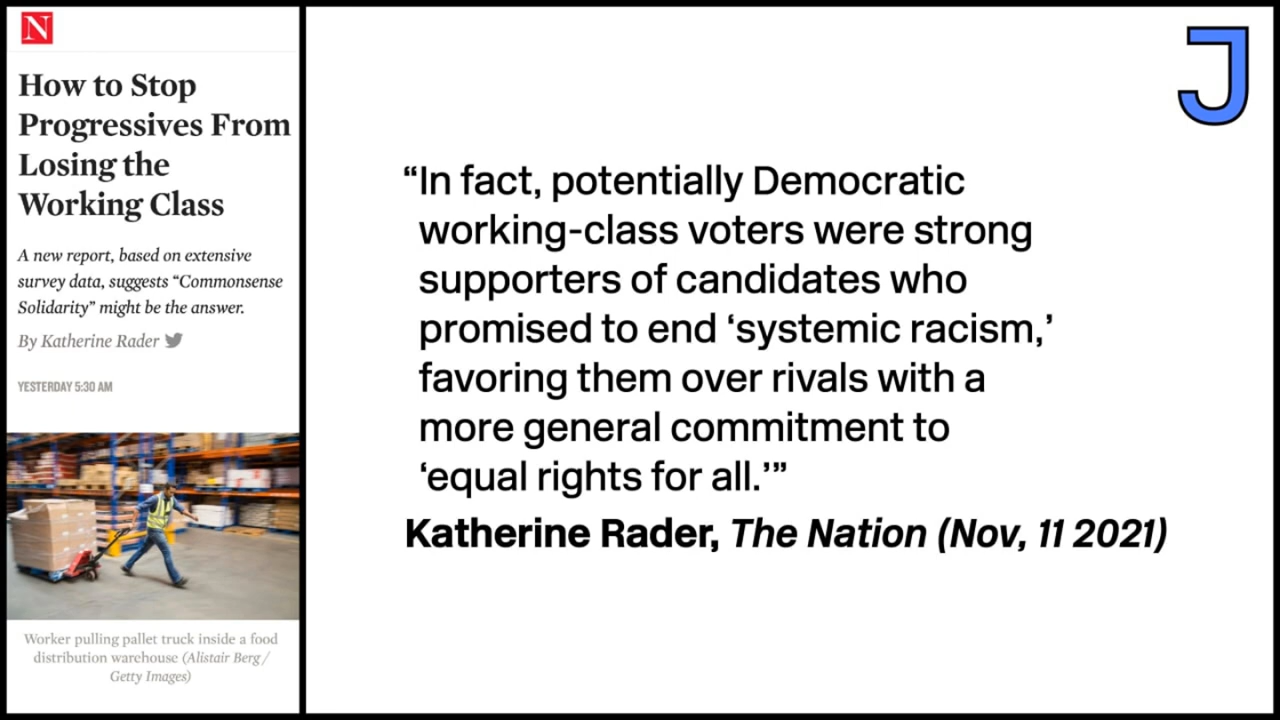 N
How to Stop
Progressives From
Losing the
Working Class
A new report, based on extensive
survey data, suggests “Commonsense
Solidarity” might be the answer.
By Katherine Rader
YESTERDAY 5:30 AM
Worker pulling pallet truck inside a food
distribution warehouse (Alistair Berg /
Getty Images)
J
“In fact, potentially Democratic
working-class voters were strong
supporters of candidates who
promised to end ‘systemic racism,’
favoring them over rivals with a
more general commitment to
‘equal rights for all.’”
Katherine Rader, The Nation (Nov, 11 2021)